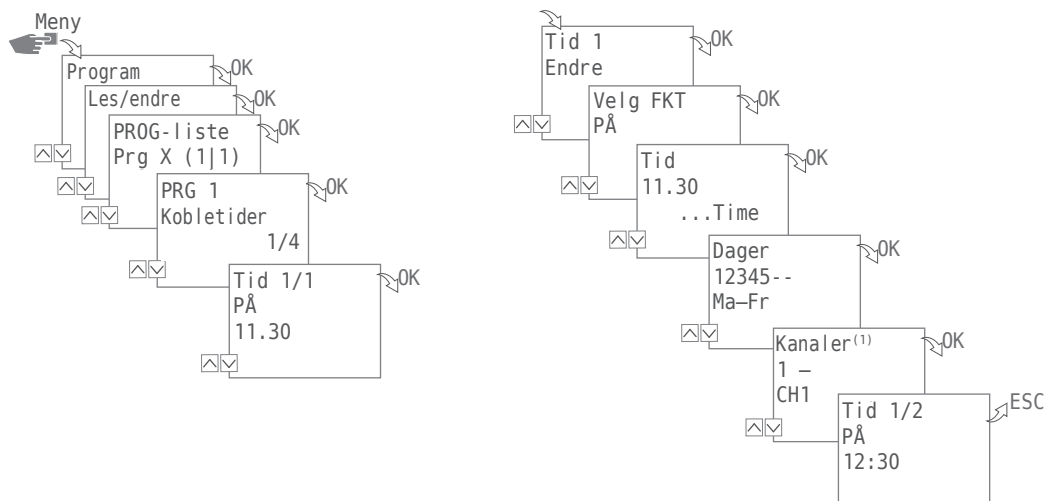 Meny
Program
OK
Les/endre
OK
PROG-liste
Prg X (1|1)
OK
PRG 1
Kobletider
1/4
OK
Tid 1/1
PÅ
11.30
OK
Tid 1
Endre
OK
Velg FKT
PÅ
OK
Tid
11.30
...Time
OK
Dager
12345--
Ma–Fr
OK
Kanaler(1)
1 –
CH1
OK
Tid 1/2
PÅ
12:30
ESC